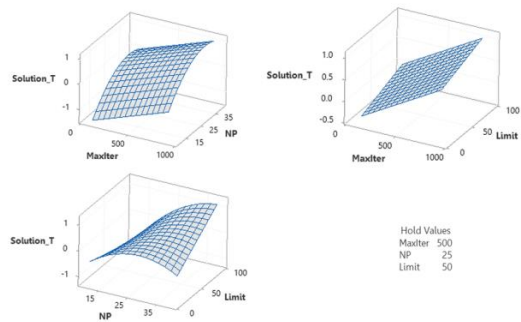 1
Solution_T 0
-1
0
500
1000
MaxIter
15
25
35
NP
1.0
0.5
Solution_T
0.0
-0.5
0
500
1000
MaxIter
0
50
100
Limit
1
Solution_T 0
-1
15
25
35
NP
0
50
100
Limit
Hold Values
MaxIter 500
NP 25
Limit 50